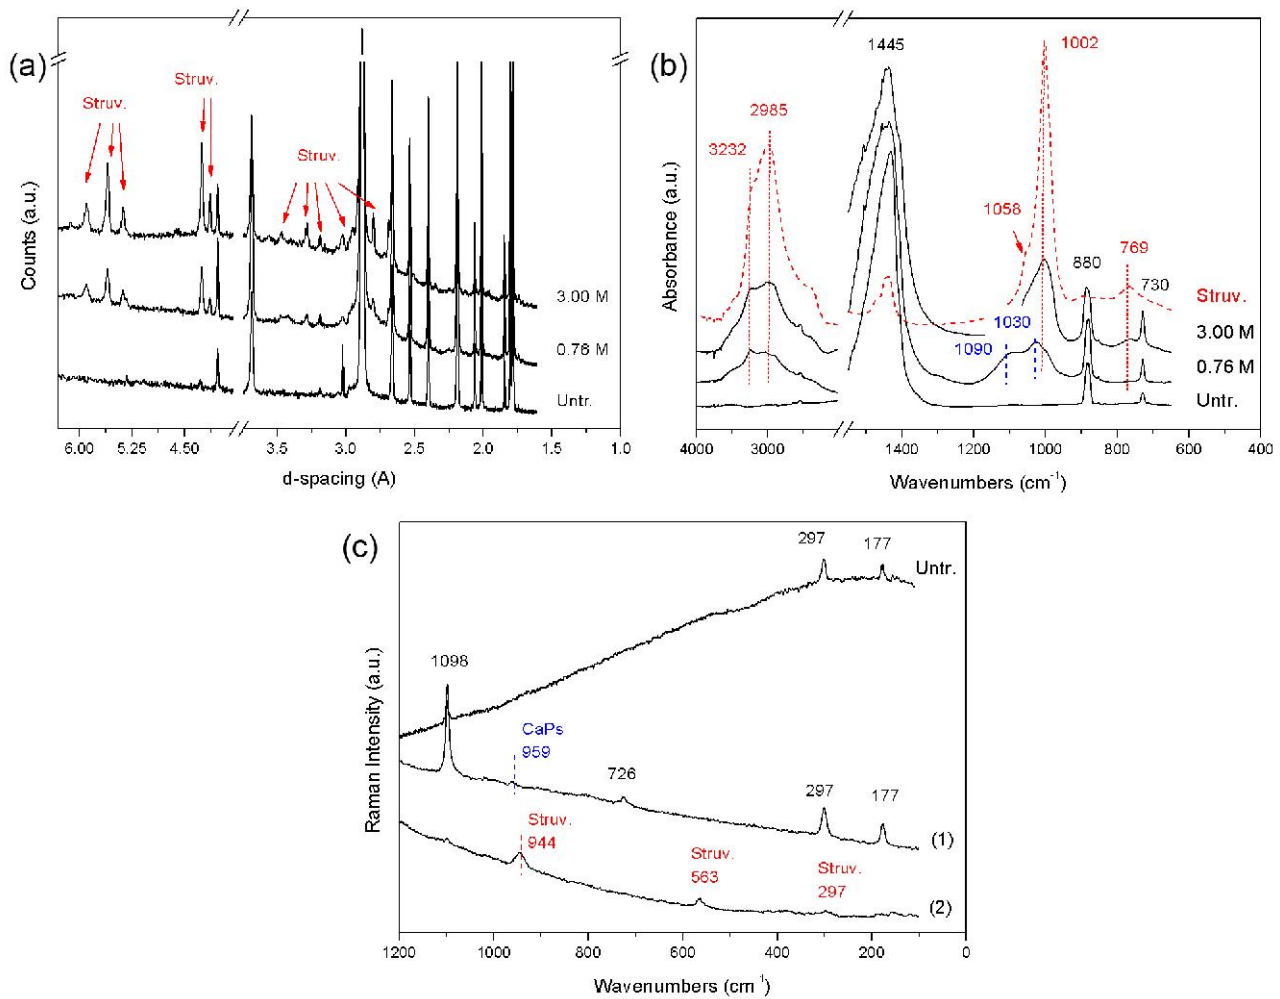 (a)
Struv.
Struv.
Struv.
3.00 M
0.76 M
Untr.
Counts (a.u.)
6.00 5.25 4.50 3.5 3.0 2.5 2.0 1.5 1.0
d-spacing (A)
(b)
1445
1002
2985
3232
1058
769
880
730
1030
1090
Struv.
3.00 M
0.76 M
Untr.
Absorbance (a.u.)
4000 3000 1400 1200 1000 800 600 400
Wavenumbers (cm-1)
(c)
297 177
Untr.
1098
CaPs
959
726
297
177
(1)
Struv.
944
Struv.
563
Struv.
297
(2)
Raman Intensity (a.u.)
1200 1000 800 600 400 200 0
Wavenumbers (cm-1)